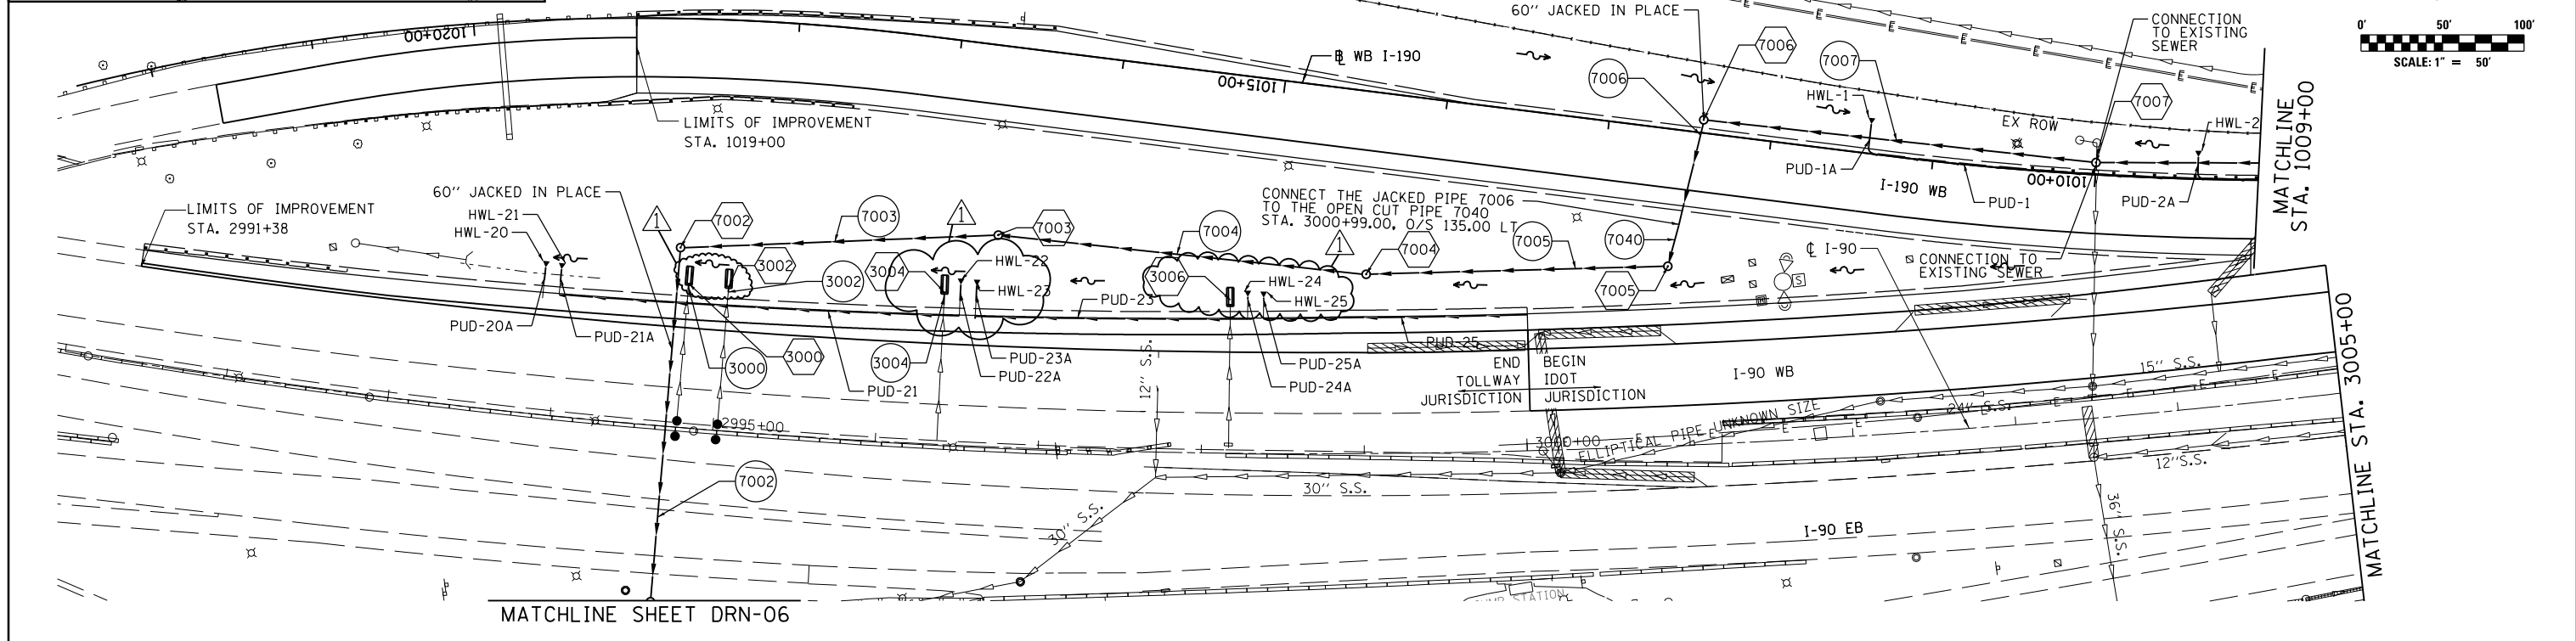 60" JACKED IN PLACE
CONNECTION
TO EXISTING
SEWER
0' 50' 100'
SCALE: 1" = 50'
1020+00
℄ WB I-190
1015+00
7006
7006
7007
7007
HWL-1
HWL-2
EX ROW
MATCHLINE
STA. 1009+00
LIMITS OF IMPROVEMENT
STA. 1019+00
PUD-1A
I-190 WB
1010+00
PUD-1
PUD-2A
60" JACKED IN PLACE
LIMITS OF IMPROVEMENT
STA. 2991+38
HWL-21
HWL-20
1
7002
7003
1
7003
7004
CONNECT THE JACKED PIPE 7006
TO THE OPEN CUT PIPE 7040
STA. 3000+99.00, O/S 135.00 LT
1
7004
7005
7040
7005
℄ I-90
S
CONNECTION TO
EXISTING SEWER
3002
3002
3004
HWL-22
HWL-23
3006
HWL-24
HWL-25
PUD-23
PUD-20A
PUD-21A
3000
3000
3004
PUD-21
PUD-23A
PUD-22A
12" S.S.
PUD-25A
PUD-24A
PUD-25
END
TOLLWAY
JURISDICTION
BEGIN
IDOT
JURISDICTION
I-90 WB
15" S.S.
MATCHLINE STA. 3005+00
2995+00
3000+00
ELLIPTICAL PIPE UNKNOWN SIZE
24" S.S.
12" S.S.
7002
30" S.S.
30" S.S.
36" S.S.
I-90 EB
MATCHLINE SHEET DRN-06
STATION